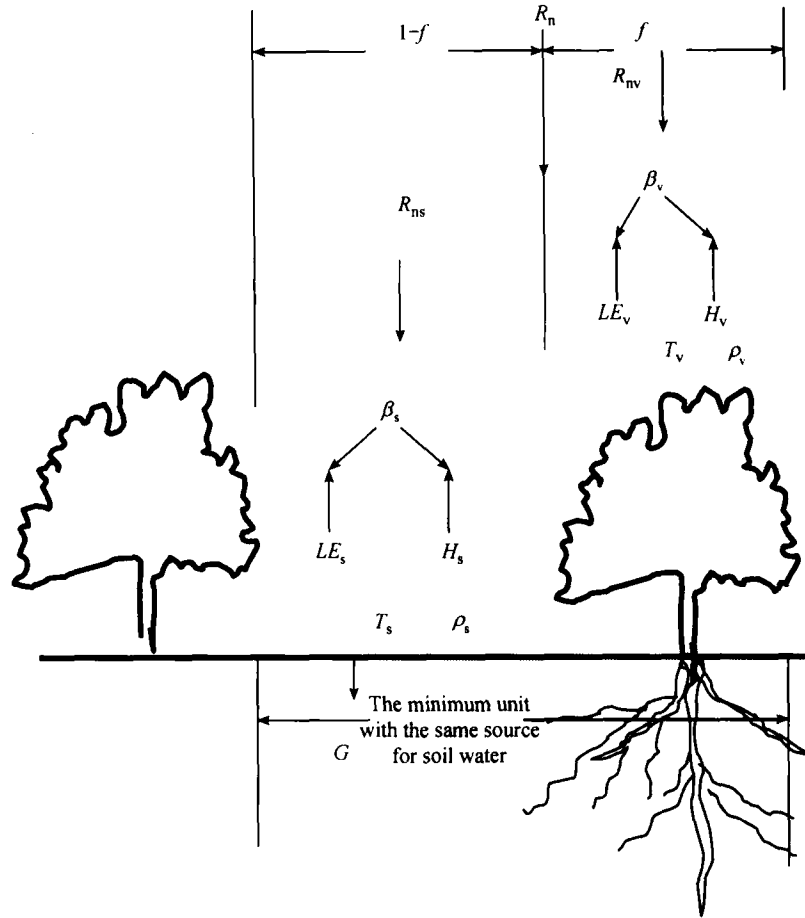 R_n
1-f
f
R_nv
β_v
R_ns
LE_v
H_v
T_v
ρ_v
β_s
LE_s
H_s
T_s
ρ_s
The minimum unit
with the same source
G
for soil water